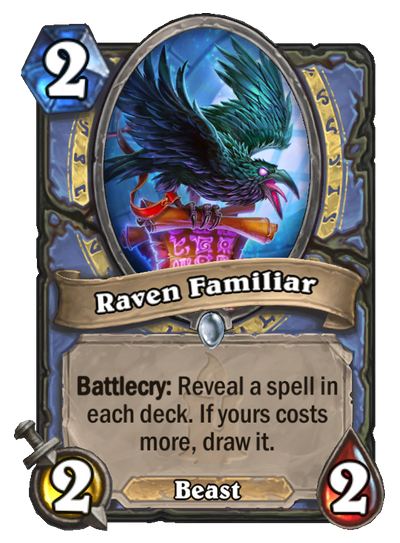 2
Raven Familiar
Battlecry: Reveal a spell in
each deck. If yours costs
more, draw it.
2
Beast
2